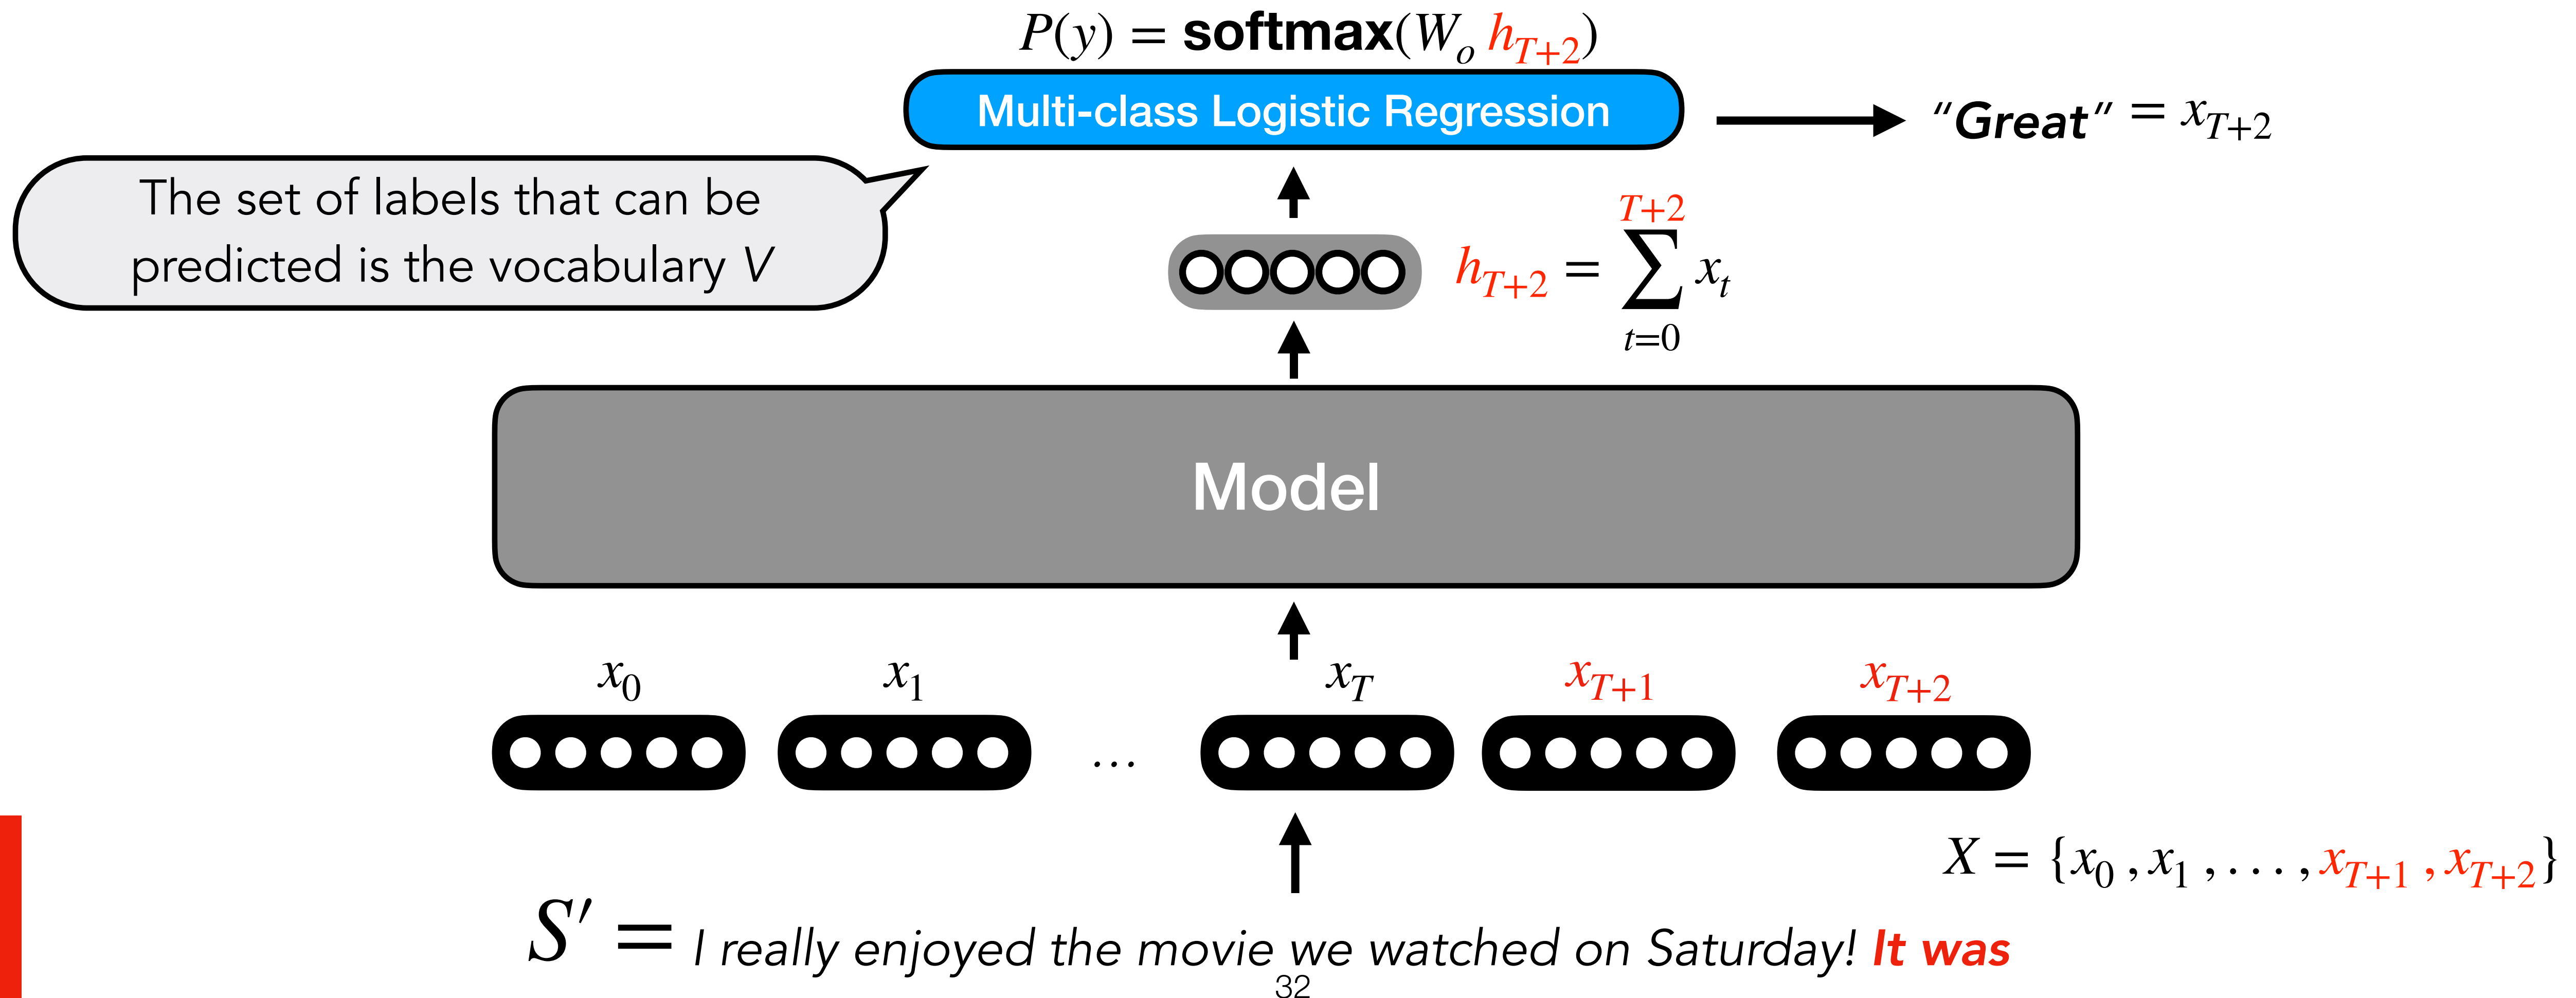 P(y) = softmax(W_o h_{T+2})
Multi-class Logistic Regression
“Great” = x_{T+2}
The set of labels that can be
predicted is the vocabulary V
h_{T+2} = \sum_{t=0}^{T+2} x_t
Model
x_0 x_1 x_T x_{T+1} x_{T+2}
...
X = {x_0 , x_1 , . . . , x_{T+1} , x_{T+2}}
S′ = I really enjoyed the movie we watched on Saturday! It was
32